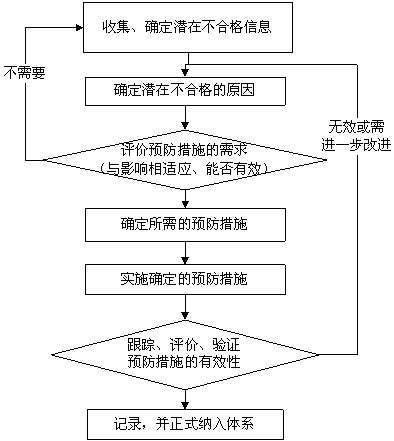 收集、确定潜在不合格信息
不需要
确定潜在不合格的原因
无效或需
进一步改进
评价预防措施的需求
（与影响相适应、能否有效）
确定所需的预防措施
实施确定的预防措施
跟踪、评价、验证
预防措施的有效性
记录，并正式纳入体系